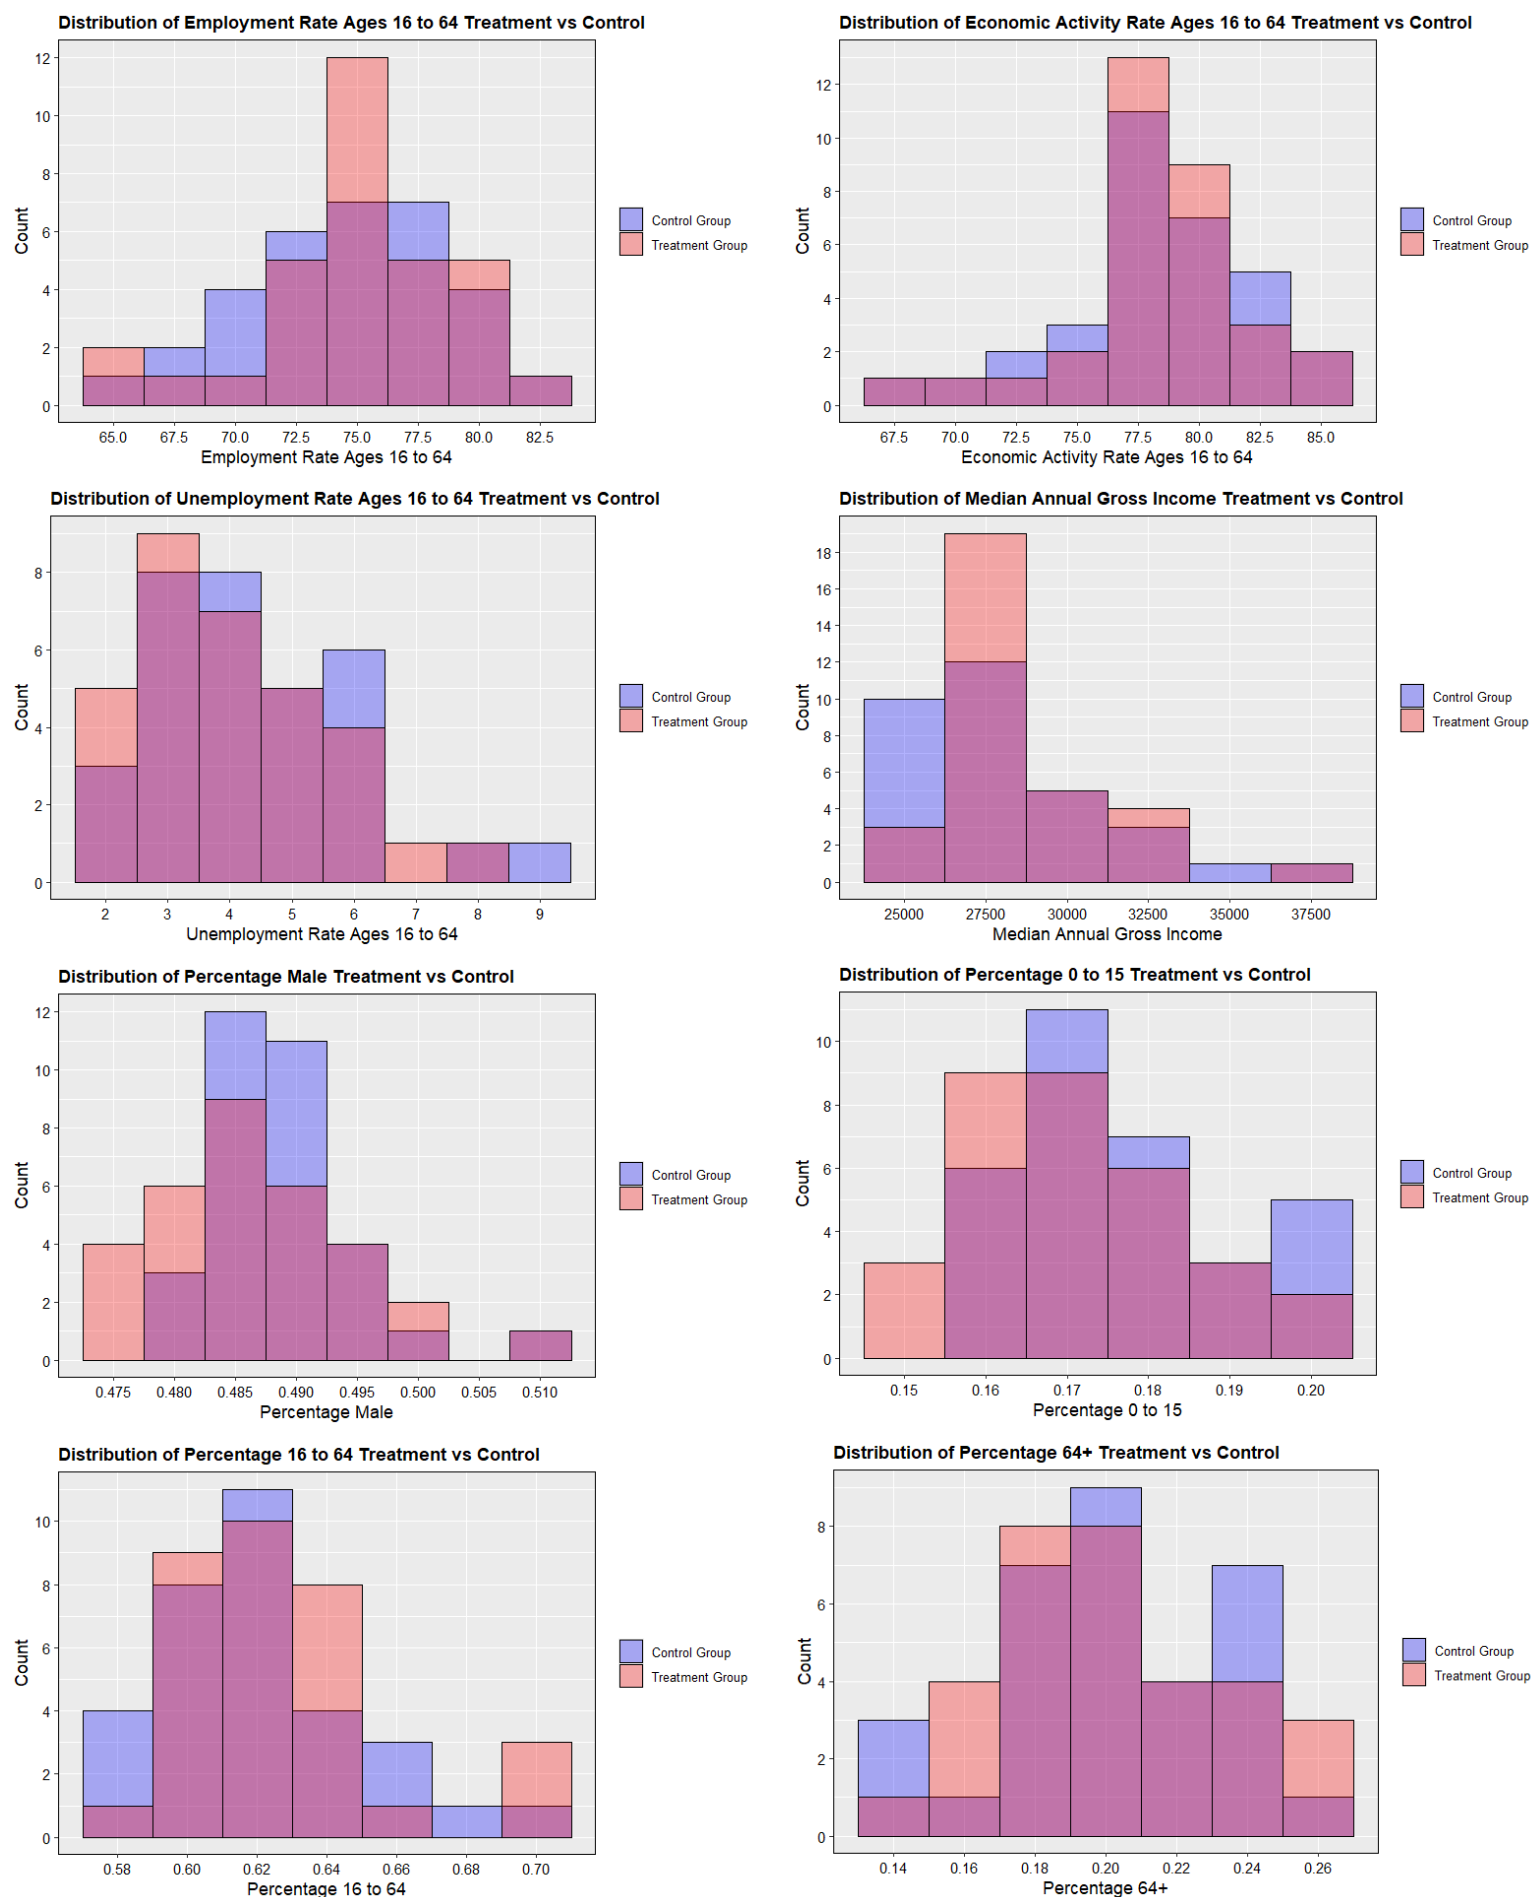 Distribution of Employment Rate Ages 16 to 64 Treatment vs Control
12
10
8
6
4
2
0
Count
65.0 67.5 70.0 72.5 75.0 77.5 80.0 82.5
Employment Rate Ages 16 to 64
Control Group
Treatment Group
Distribution of Economic Activity Rate Ages 16 to 64 Treatment vs Control
12
10
8
6
4
2
0
Count
67.5 70.0 72.5 75.0 77.5 80.0 82.5 85.0
Economic Activity Rate Ages 16 to 64
Control Group
Treatment Group
Distribution of Unemployment Rate Ages 16 to 64 Treatment vs Control
8
6
4
2
0
Count
2 3 4 5 6 7 8 9
Unemployment Rate Ages 16 to 64
Control Group
Treatment Group
Distribution of Median Annual Gross Income Treatment vs Control
18
16
14
12
10
8
6
4
2
0
Count
25000 27500 30000 32500 35000 37500
Median Annual Gross Income
Control Group
Treatment Group
Distribution of Percentage Male Treatment vs Control
12
10
8
6
4
2
0
Count
0.475 0.480 0.485 0.490 0.495 0.500 0.505 0.510
Percentage Male
Control Group
Treatment Group
Distribution of Percentage 0 to 15 Treatment vs Control
10
8
6
4
2
0
Count
0.15 0.16 0.17 0.18 0.19 0.20
Percentage 0 to 15
Control Group
Treatment Group
Distribution of Percentage 16 to 64 Treatment vs Control
10
8
6
4
2
0
Count
0.58 0.60 0.62 0.64 0.66 0.68 0.70
Percentage 16 to 64
Control Group
Treatment Group
Distribution of Percentage 64+ Treatment vs Control
8
6
4
2
0
Count
0.14 0.16 0.18 0.20 0.22 0.24 0.26
Percentage 64+
Control Group
Treatment Group